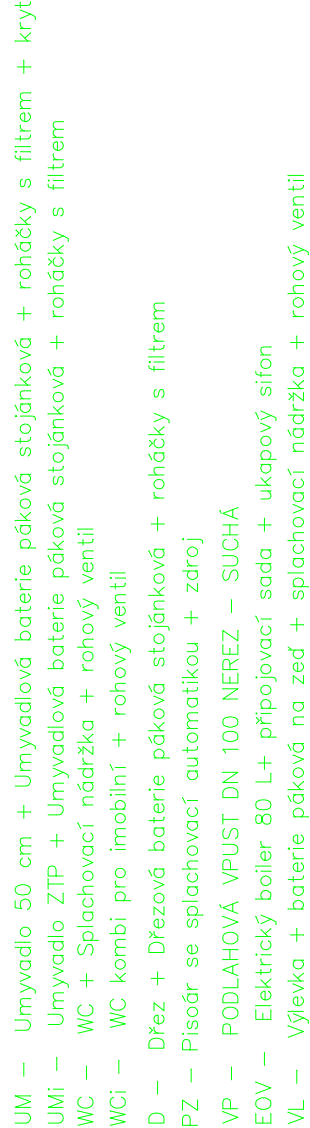 UM - Umyvadlo 50 cm + Umyvadlová baterie páková stojánková + roháčky s filtrem + kryt
UMi - Umyvadlo ZTP + Umyvadlová baterie páková stojánková + roháčky s filtrem
WC - WC + Splachovací nádržka + rohový ventil
WCi - WC kombi pro imobilní + rohový ventil
D - Dřez + Dřezová baterie páková stojánková + roháčky s filtrem
PZ - Pisoár se splachovací automatikou + zdroj
VP - PODLAHOVÁ VPUST DN 100 NEREZ - SUCHÁ
EOV - Elektrický boiler 80 L+ připojovací sada + ukapový sifon
VL - Výlevka + baterie páková na zeď + splachovací nádržka + rohový ventil